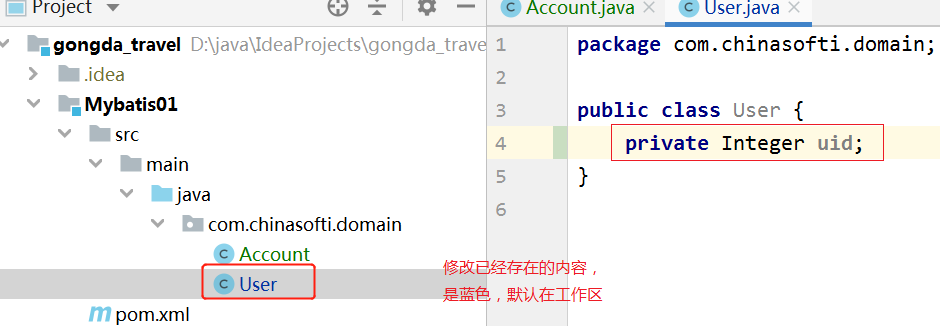 Project
gongda_travel D:\java\IdeaProjects\gongda_trave
.idea
Mybatis01
src
main
java
com.chinasofti.domain
Account
User
pom.xml
Account.java
User.java
1 package com.chinasofti.domain;
2
3 public class User {
4 private Integer uid;
5 }
6
修改已经存在的内容，
是蓝色，默认在工作区